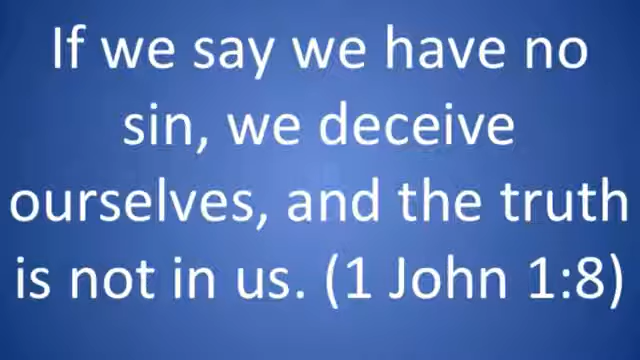 If we say we have no
sin, we deceive
ourselves, and the truth
is not in us. (1 John 1:8)